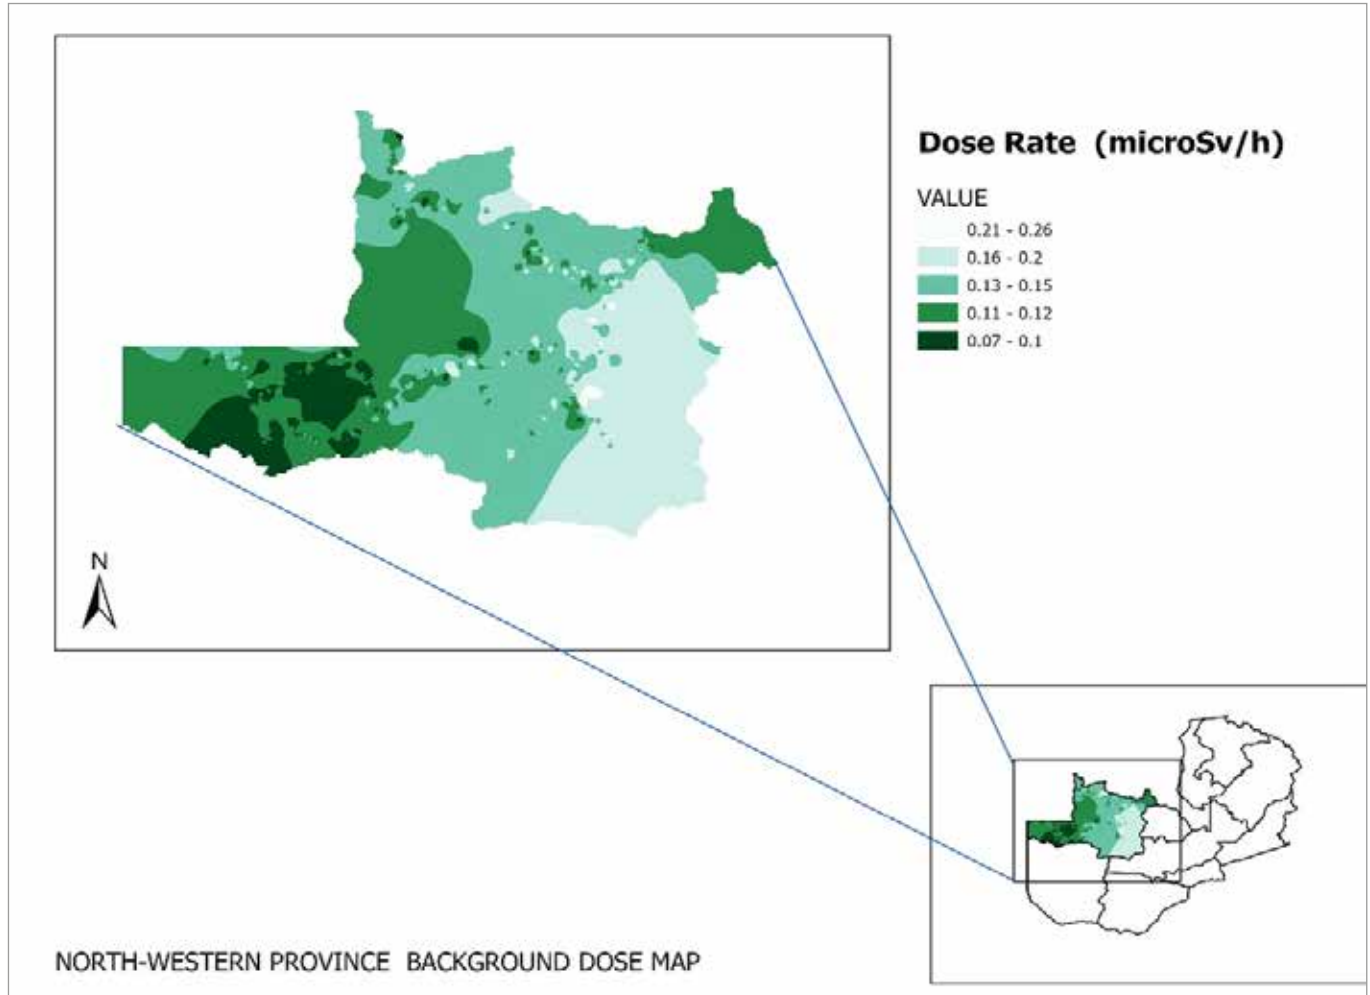 Dose Rate (microSv/h)
VALUE
0.21 - 0.26
0.16 - 0.2
0.13 - 0.15
0.11 - 0.12
0.07 - 0.1
N
NORTH-WESTERN PROVINCE BACKGROUND DOSE MAP